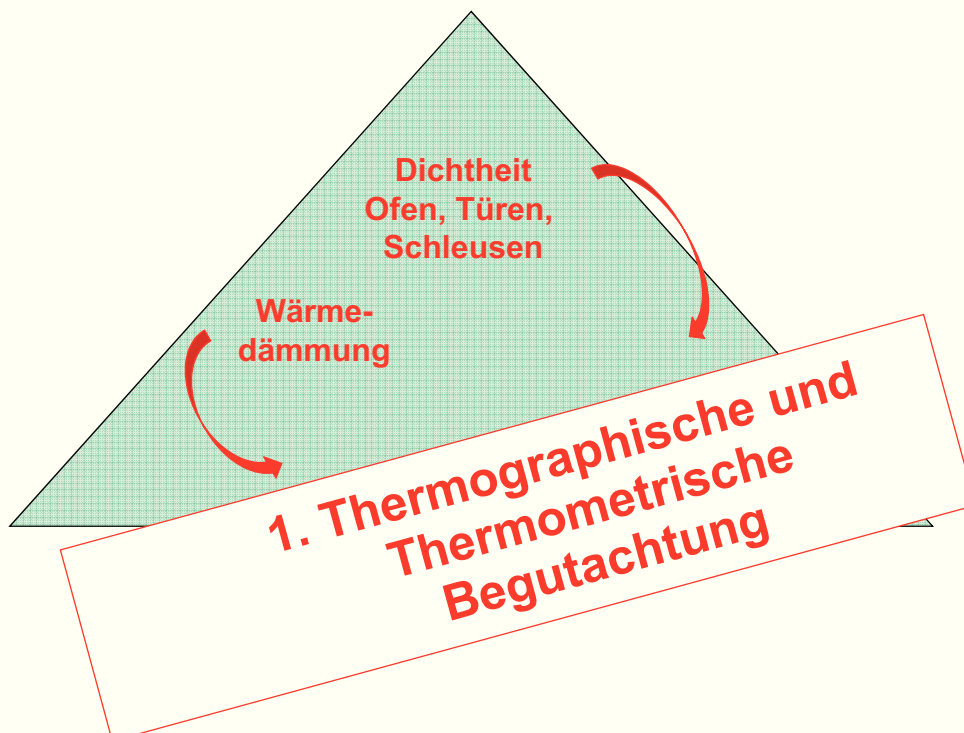 Dichtheit
Ofen, Türen,
Schleusen
Wärme-
dämmung
1. Thermographische und
Thermometrische
Begutachtung